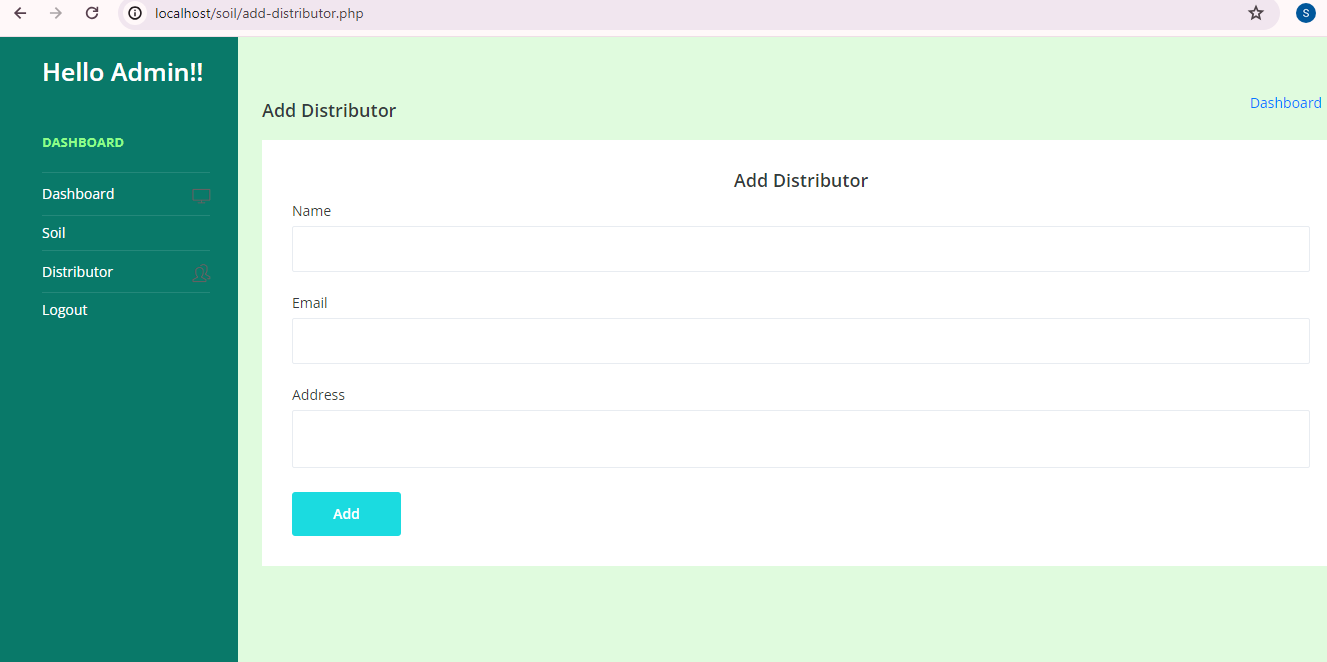 localhost/soil/add-distributor.php
S
Hello Admin!!
DASHBOARD
Dashboard
Soil
Distributor
Logout
Add Distributor
Dashboard
Add Distributor
Name
Email
Address
Add